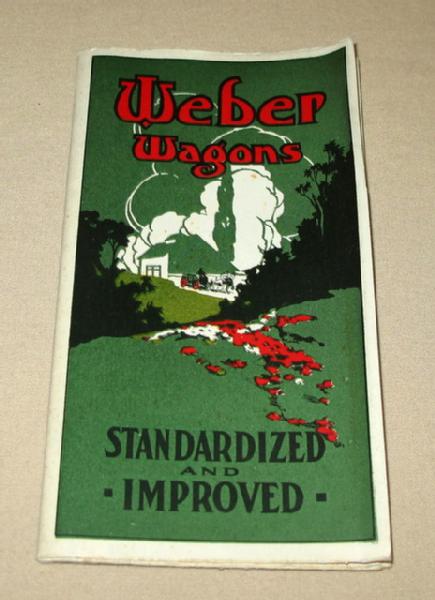 Weber
Wagons
STANDARDIZED
AND
· IMPROVED ·